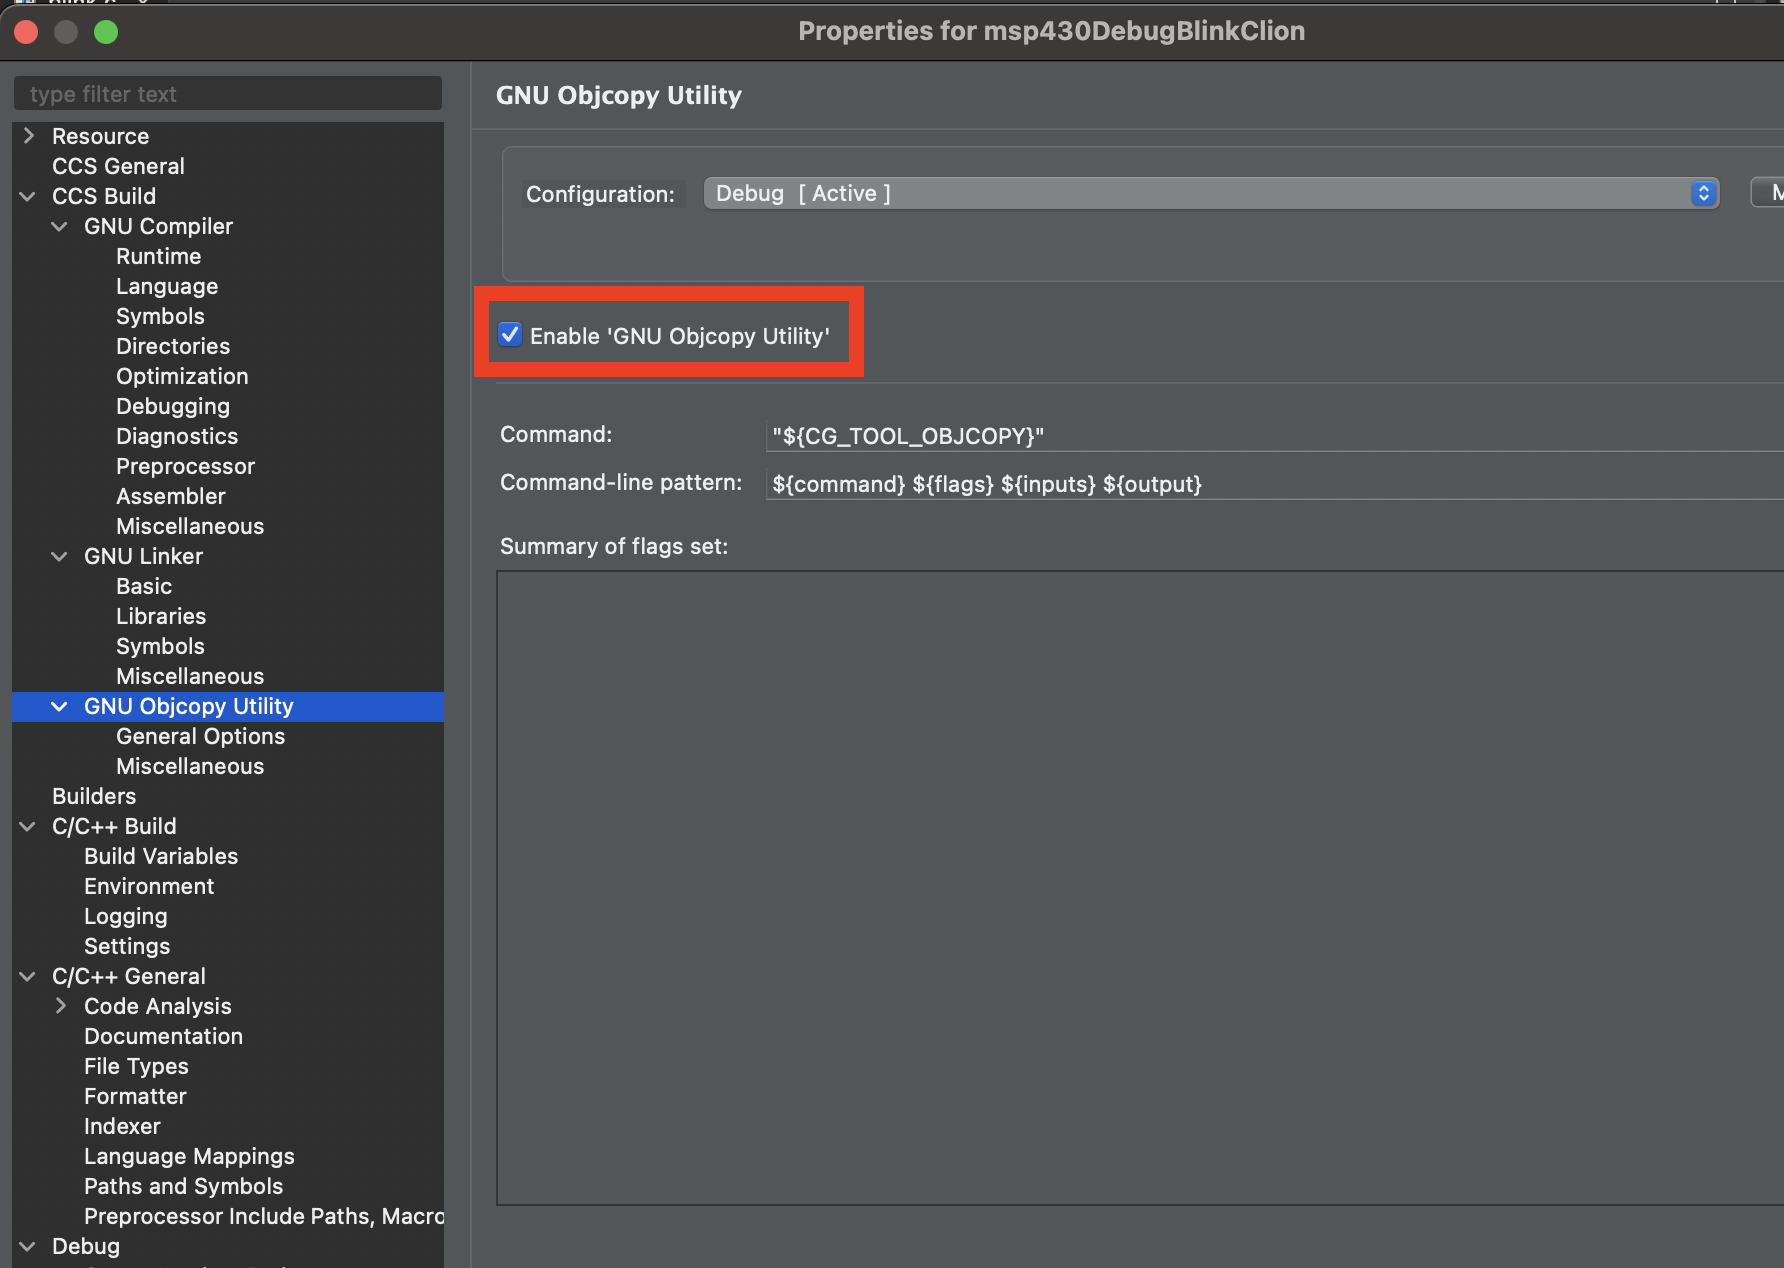 Properties for msp430DebugBlinkClion
type filter text
Resource
CCS General
CCS Build
GNU Compiler
Runtime
Language
Symbols
Directories
Optimization
Debugging
Diagnostics
Preprocessor
Assembler
Miscellaneous
GNU Linker
Basic
Libraries
Symbols
Miscellaneous
GNU Objcopy Utility
General Options
Miscellaneous
Builders
C/C++ Build
Build Variables
Environment
Logging
Settings
C/C++ General
Code Analysis
Documentation
File Types
Formatter
Indexer
Language Mappings
Paths and Symbols
Preprocessor Include Paths, Macro
Debug
GNU Objcopy Utility
Configuration: Debug [ Active ]
Enable 'GNU Objcopy Utility'
Command: "${CG_TOOL_OBJCOPY}"
Command-line pattern: ${command} ${flags} ${inputs} ${output}
Summary of flags set: